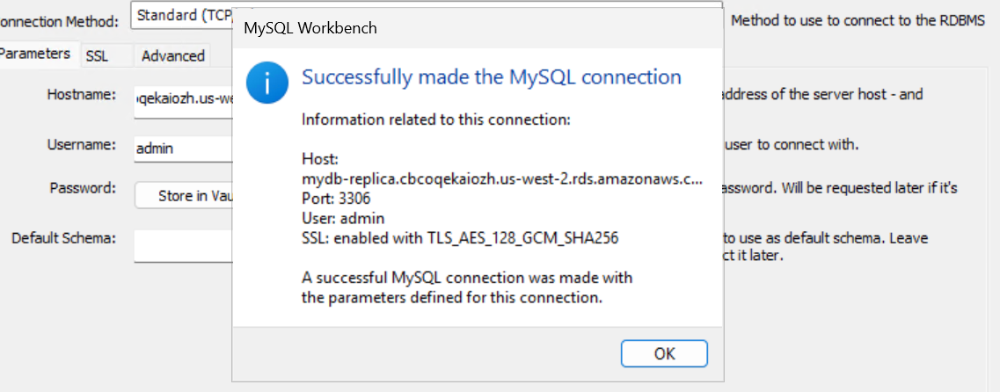 onnection Method:
Standard (TCP
Method to use to connect to the RDBMS
MySQL Workbench
Parameters
SSL
Advanced
Successfully made the MySQL connection
Information related to this connection:
Hostname:
qekaiozh.us-we
address of the server host - and
Username:
admin
user to connect with.
Host:
mydb-replica.cbcoqekaiozh.us-west-2.rds.amazonaws.c...
Port: 3306
User: admin
SSL: enabled with TLS_AES_128_GCM_SHA256
Password:
Store in Vau
assword. Will be requested later if it's
Default Schema:
to use as default schema. Leave
ct it later.
A successful MySQL connection was made with
the parameters defined for this connection.
OK